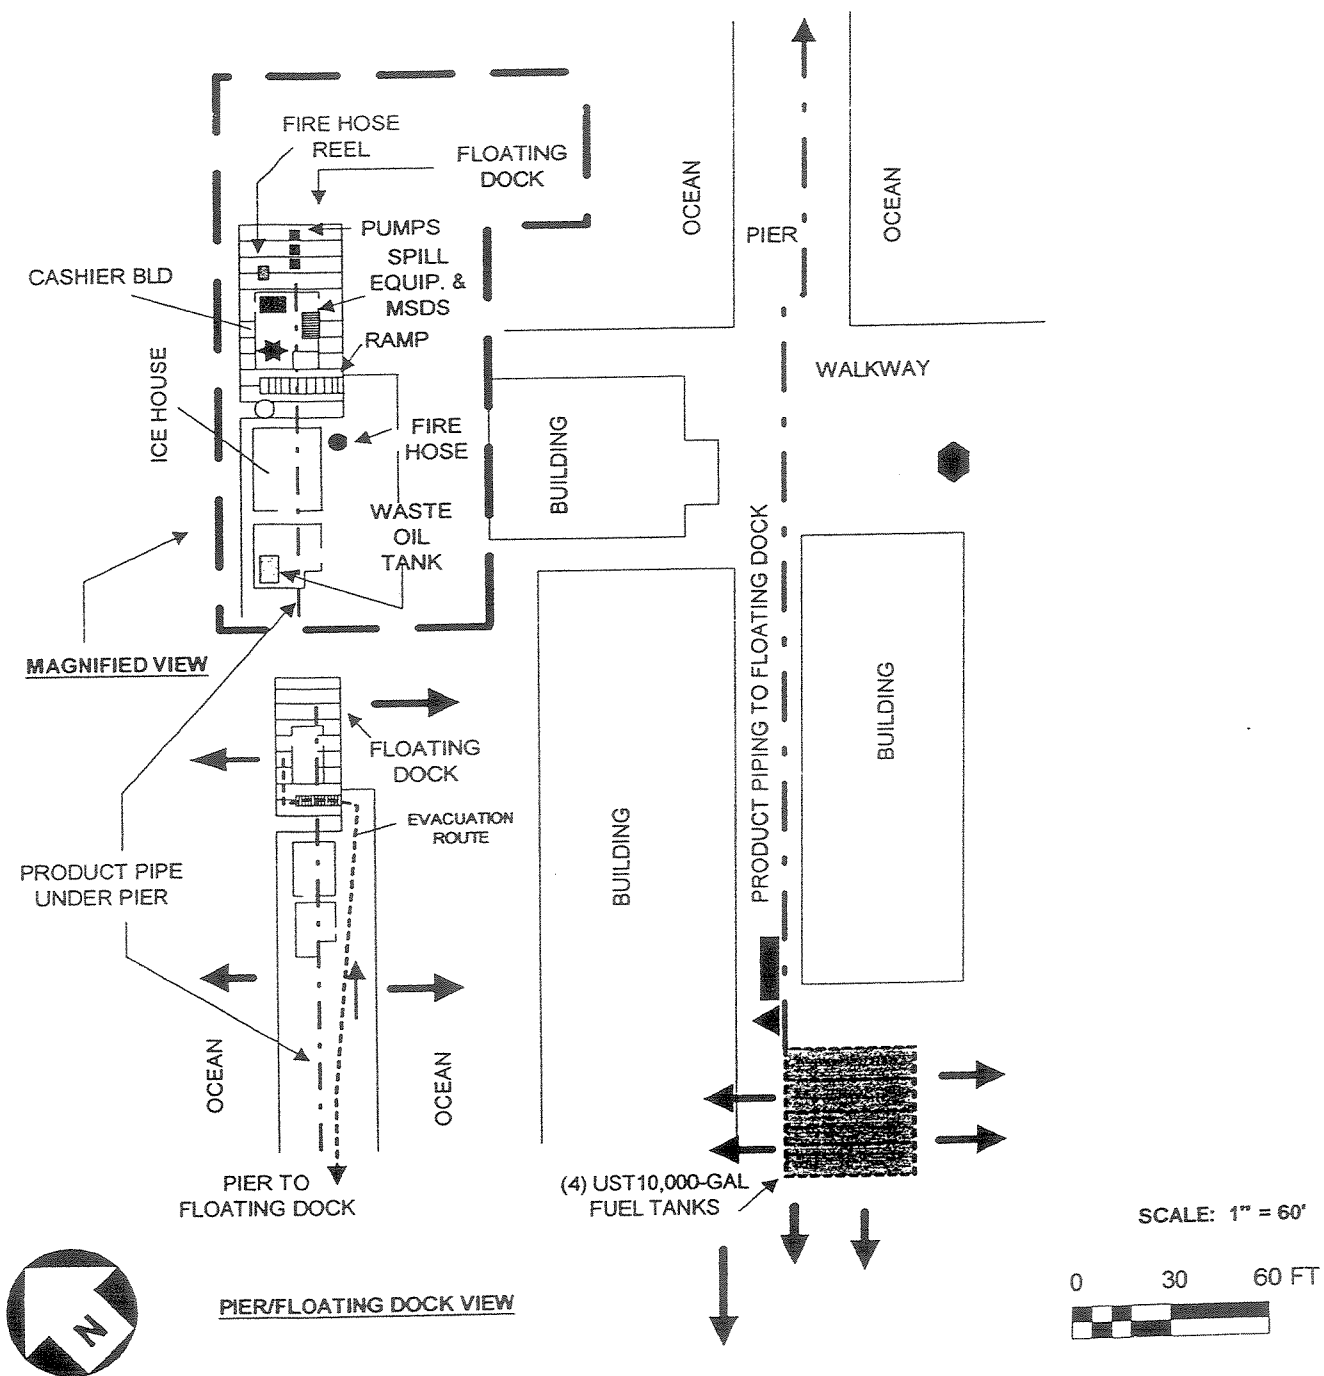 FIRE HOSE
REEL
FLOATING
DOCK
PUMPS
SPILL
EQUIP. &
MSDS
CASHIER BLD
RAMP
ICE HOUSE
FIRE
HOSE
WASTE
OIL
TANK
MAGNIFIED VIEW
OCEAN
PIER
OCEAN
WALKWAY
BUILDING
PRODUCT PIPING TO FLOATING DOCK
BUILDING
BUILDING
FLOATING
DOCK
EVACUATION
ROUTE
PRODUCT PIPE
UNDER PIER
OCEAN
OCEAN
PIER TO
FLOATING DOCK
(4) UST10,000-GAL
FUEL TANKS
SCALE: 1" = 60'
0 30 60 FT
N
PIER/FLOATING DOCK VIEW